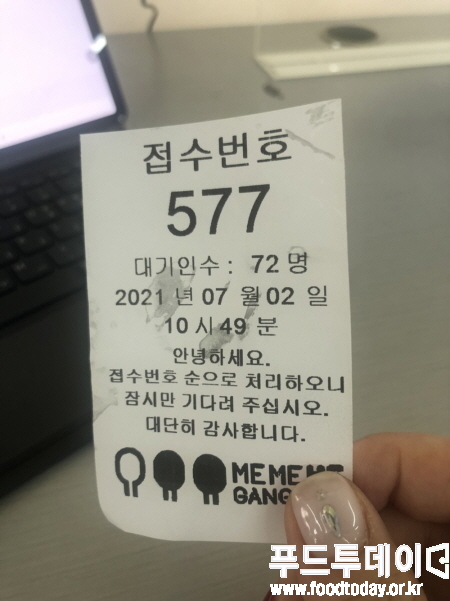 접수번호
577
대기인수 : 72 명
2021 년 07 월 02 일
10 시 49 분
안녕하세요.
접수번호 순으로 처리하오니
잠시만 기다려 주십시오.
대단히 감사합니다.
푸드투데이
www.foodtoday.or.kr